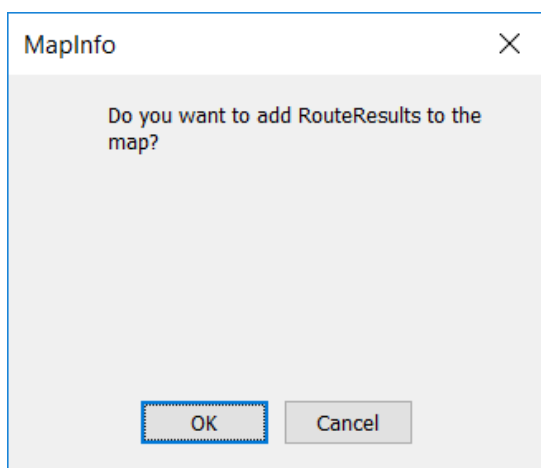 MapInfo
Do you want to add RouteResults to the
map?
OK
Cancel